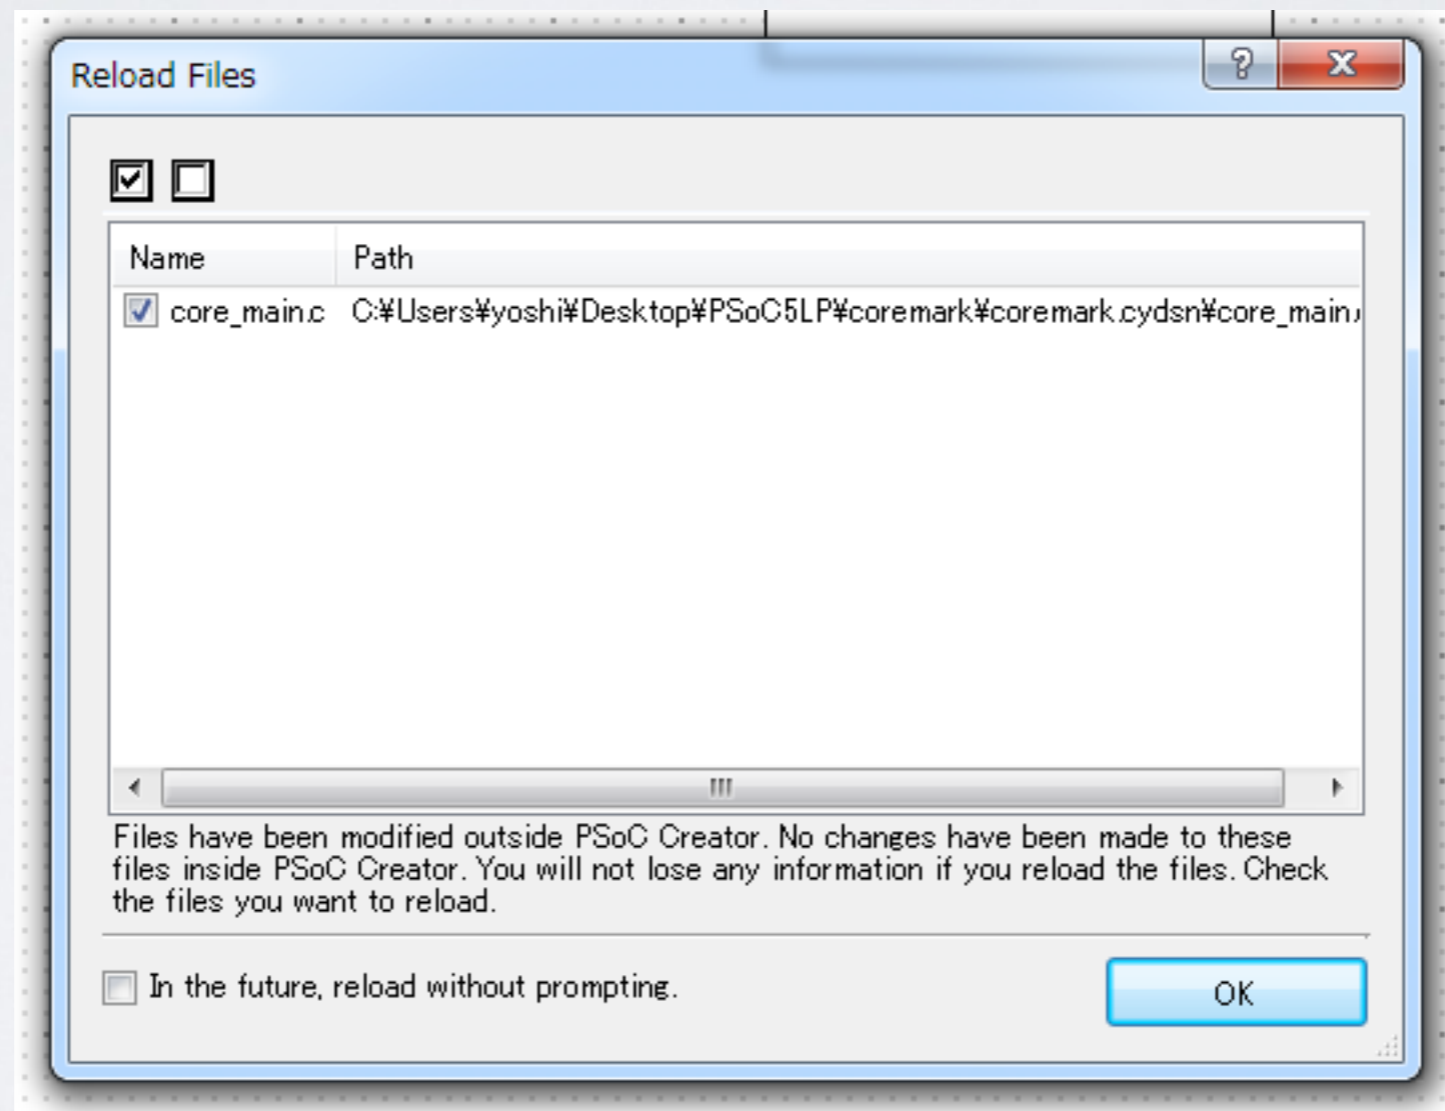 Reload Files
Name Path
core_main.c C:¥Users¥yoshi¥Desktop¥PSoC5LP¥coremark¥coremark.cydsn¥core_main.
Files have been modified outside PSoC Creator. No changes have been made to these
files inside PSoC Creator. You will not lose any information if you reload the files. Check
the files you want to reload.
In the future, reload without prompting.
OK